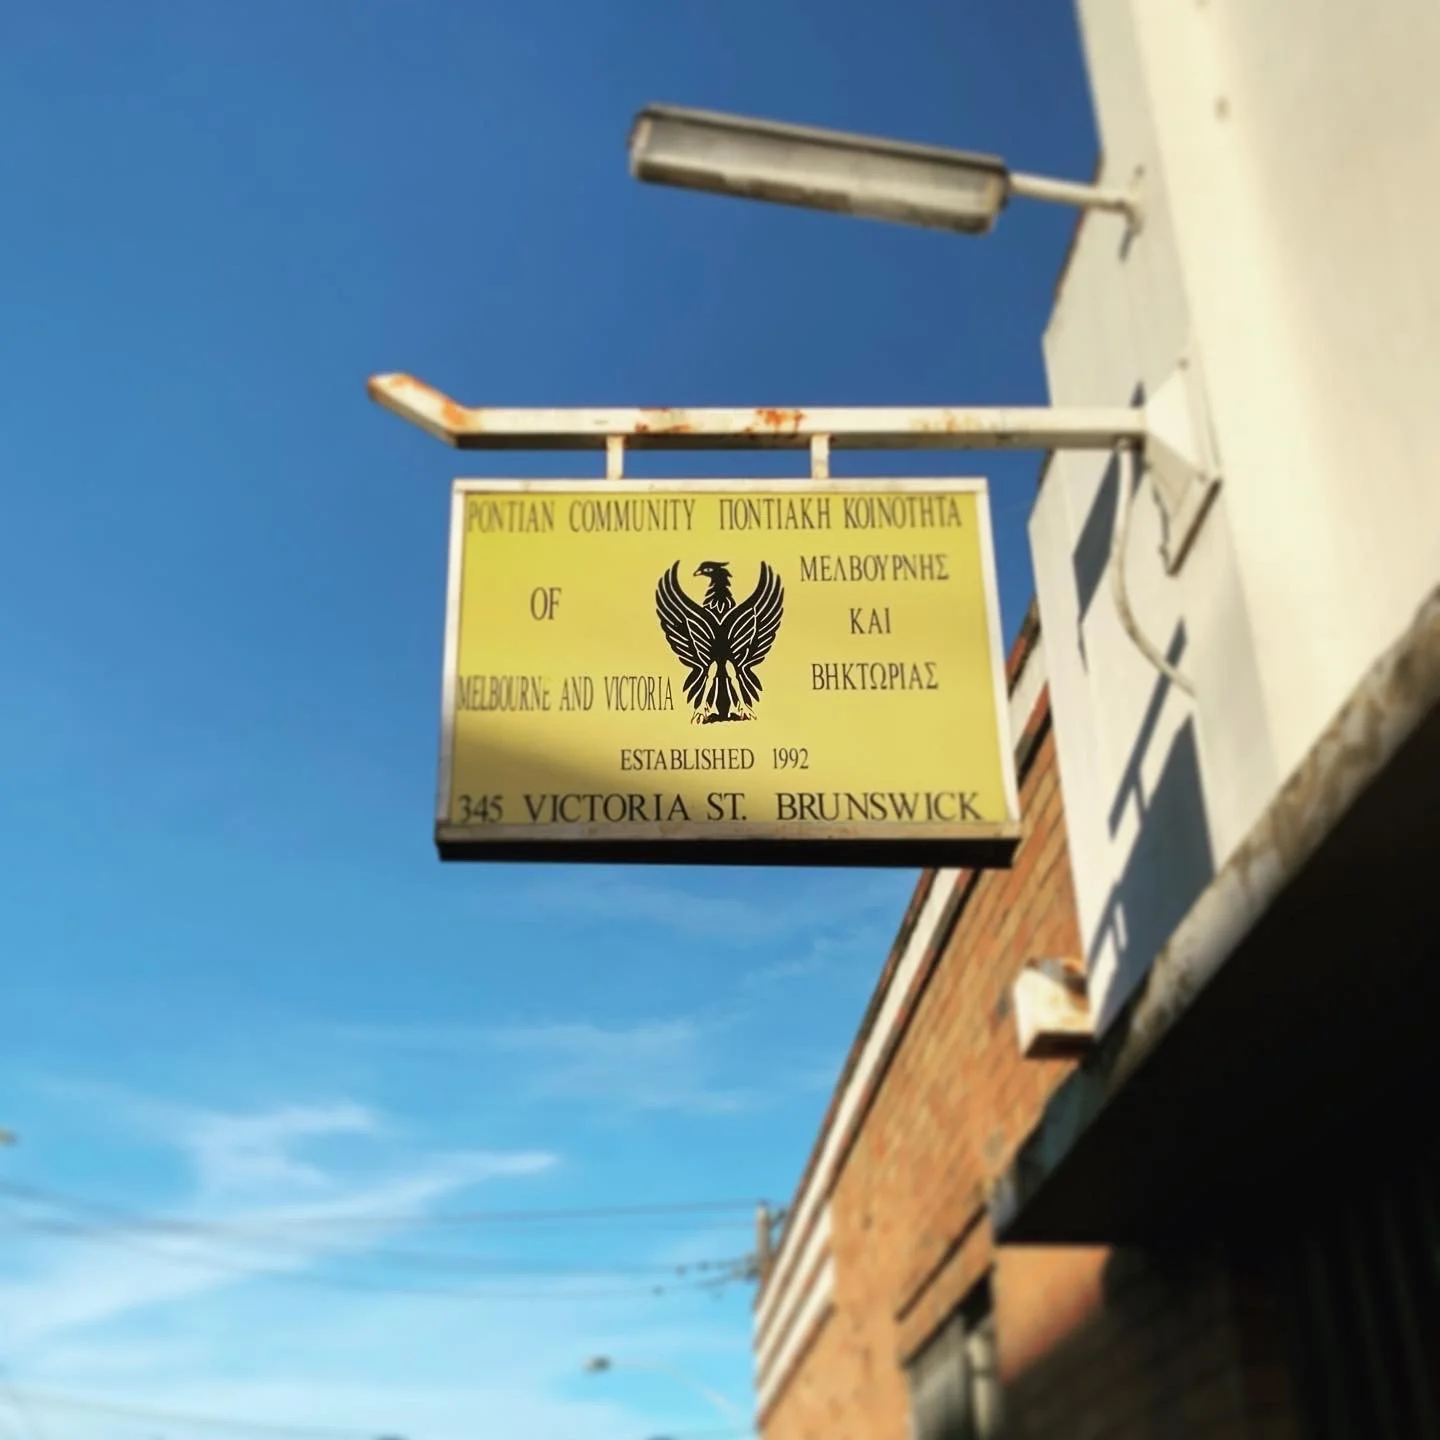 PONTIAN COMMUNITY ΠΟΝΤΙΑΚΗ ΚΟΙΝΟΤΗΤΑ
OF
MELBOURNE AND VICTORIA
ΜΕΛΒΟΥΡΝΗΣ
ΚΑΙ
ΒΗΚΤΩΡΙΑΣ
ESTABLISHED 1992
345 VICTORIA ST. BRUNSWICK